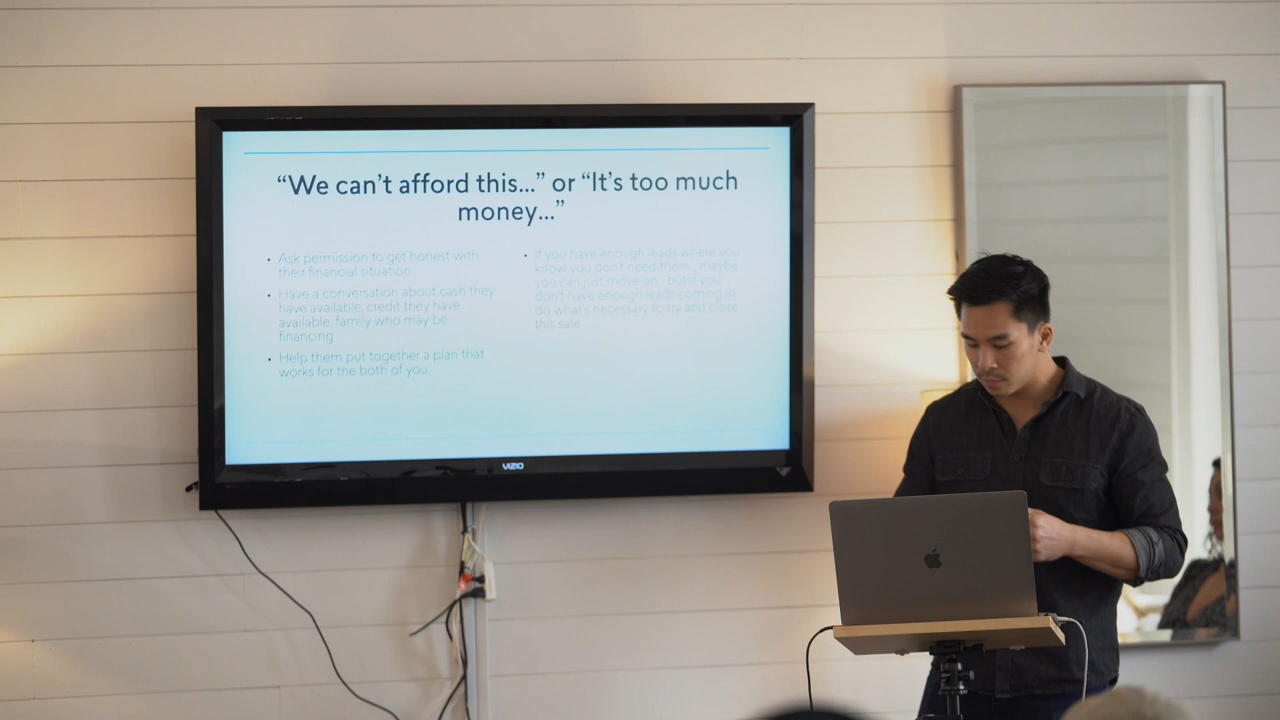 “We can’t afford this...” or “It’s too much
money...”
• Ask permission to get honest with
their financial situation
• Have a conversation about cash they
have available, credit they have
available, family who may be
financing
• Help them put together a plan that
works for the both of you.
• If you have enough leads where you
know you don't need them... maybe
you can just move on... but if you
don't have enough leads coming in,
do what's necessary to try and close
this sale
VIZIO